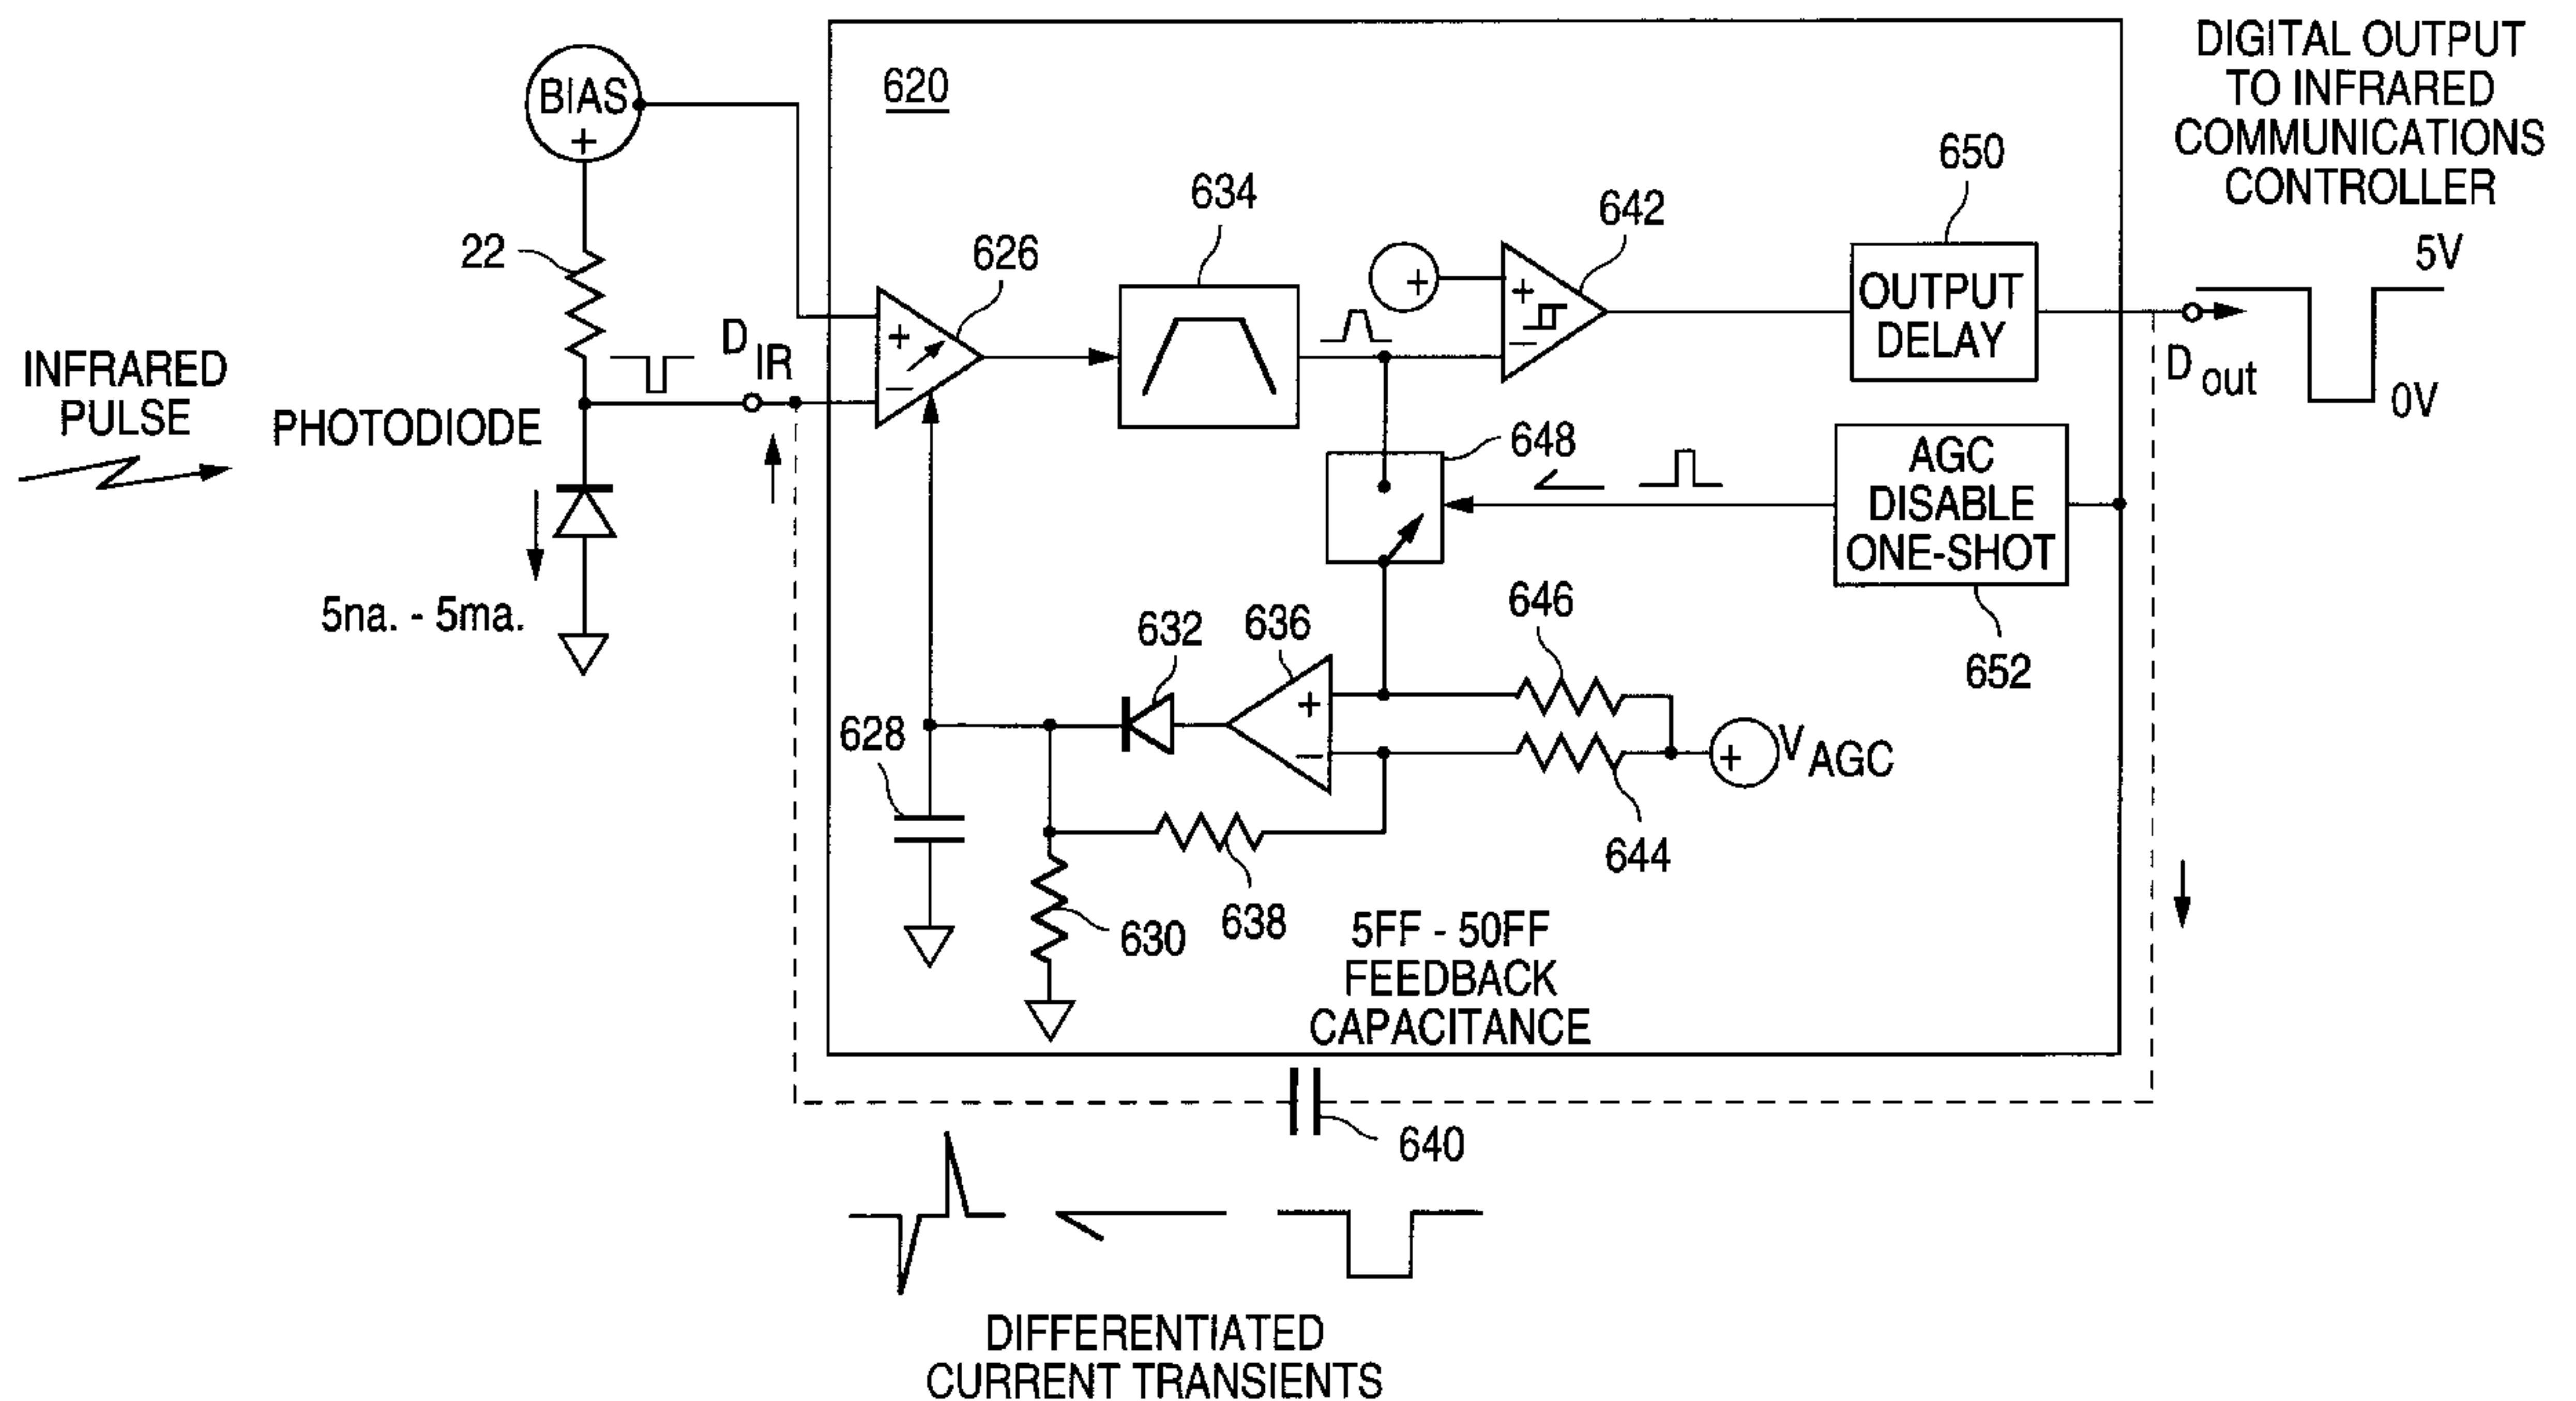 DIGITAL OUTPUT
TO INFRARED
COMMUNICATIONS
CONTROLLER
BIAS
+
620
650
634
642
22
626
5V
+
+
OUTPUT
DELAY
D IR
+
−
−
D out
0V
INFRARED
PULSE
PHOTODIODE
648
AGC
DISABLE
ONE-SHOT
5na. - 5ma.
632
636
646
652
+
−
628
+
V AGC
644
638
630
5FF - 50FF
FEEDBACK
CAPACITANCE
640
DIFFERENTIATED
CURRENT TRANSIENTS